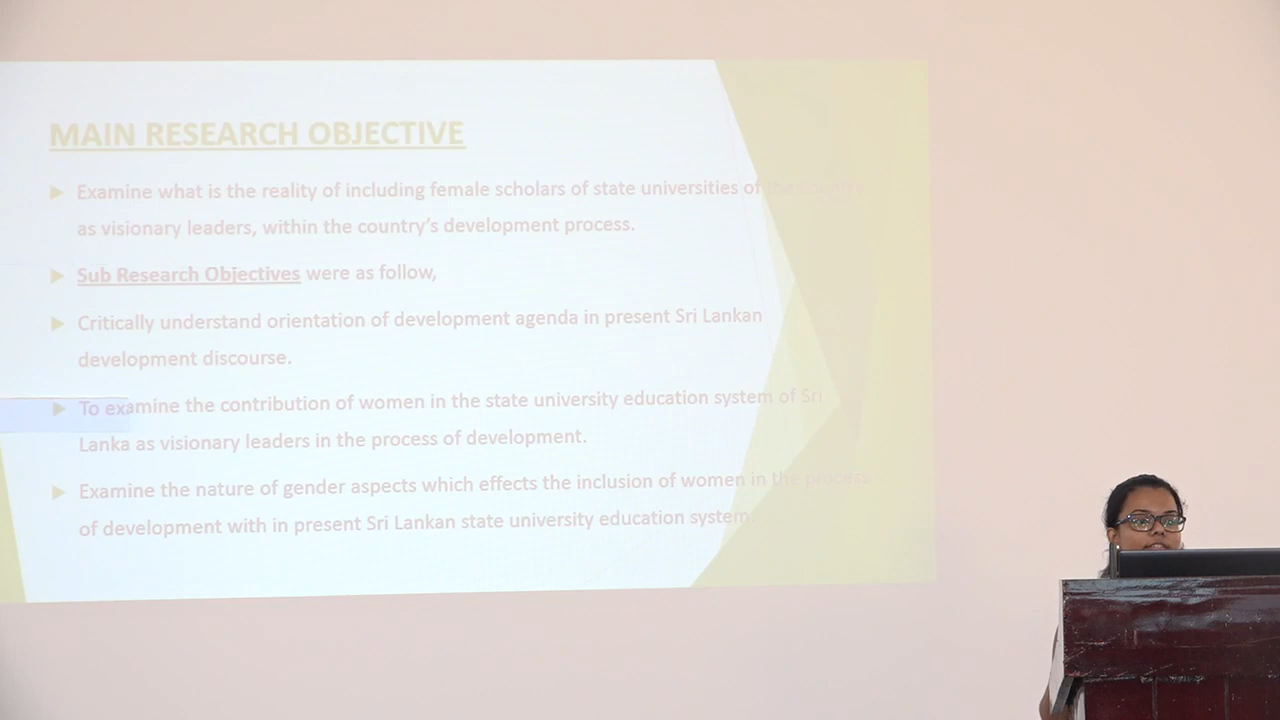 MAIN RESEARCH OBJECTIVE
Examine what is the reality of including female scholars of state universities of the country
as visionary leaders, within the country's development process.
Sub Research Objectives were as follow,
Critically understand orientation of development agenda in present Sri Lankan
development discourse.
To examine the contribution of women in the state university education system of Sri
Lanka as visionary leaders in the process of development.
Examine the nature of gender aspects which effects the inclusion of women in the process
of development with in present Sri Lankan state university education system.